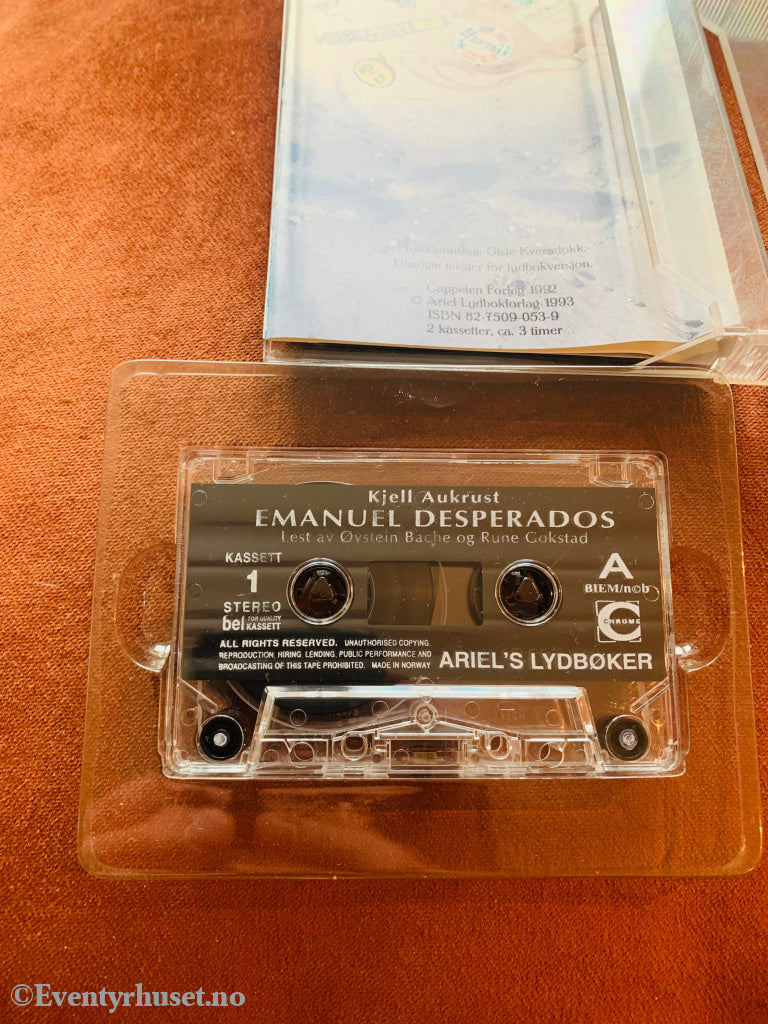 Musikkinnslag: Gisle Kverndokk.
Utvalgte tekster for lydbokversjon.
Cappelen Forlag 1992
© Ariel Lydbokforlag 1993
ISBN 82-7509-053-9
2 kassetter, ca. 3 timer
Kjell Aukrust
EMANUEL DESPERADOS
Lest av Øystein Bache og Rune Gokstad
KASSETT
1
A
BIEM/n©b
STEREO
bel FOR QUALITY KASSETT
CHROME
ALL RIGHTS RESERVED. UNAUTHORISED COPYING,
REPRODUCTION, HIRING, LENDING, PUBLIC PERFORMANCE AND
BROADCASTING OF THIS TAPE PROHIBITED. MADE IN NORWAY
ARIEL'S LYDBØKER
©Eventyrhuset.no